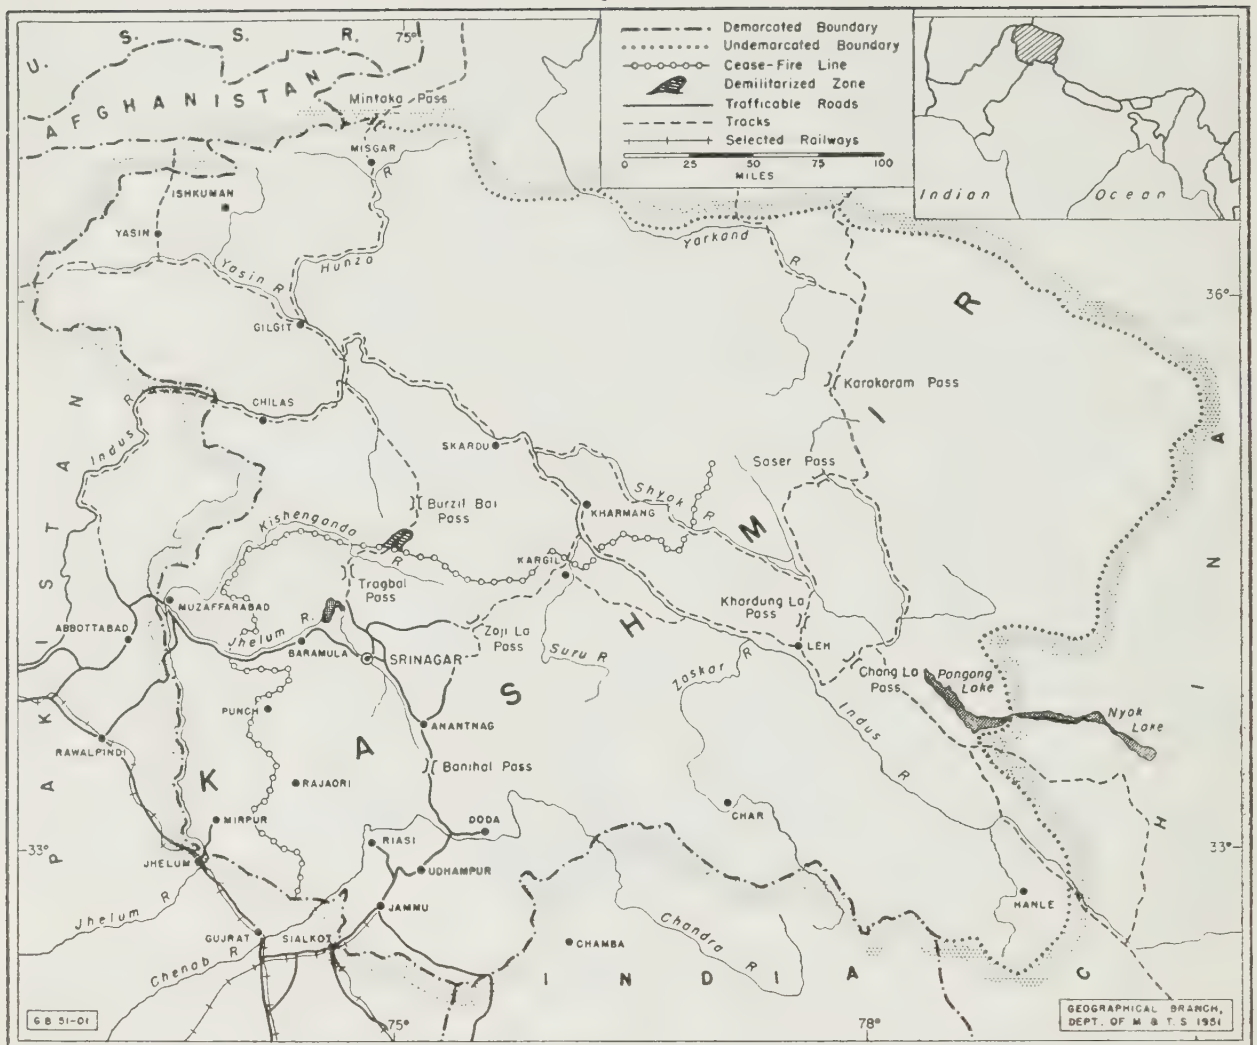 Demarcated Boundary
Undemarcated Boundary
Cease-Fire Line
Demilitarized Zone
Trafficable Roads
Tracks
Selected Railways
0 25 50 75 100
MILES
Indian Ocean
U. S. S. R.
75°
AFGHANISTAN
Mintaka Pass
MISGAR
R
ISHKUMAN
YASIN
Yasin R
Hunza
Yarkand R
36°
GILGIT
KASHMIR
Karakoram Pass
CHILAS
Indus R
SKARDU
Saser Pass
PAKISTAN
Burzil Bai
Pass
Shyok R
KHARMANG
Kishenganda R
KARGIL
Tragbal
Pass
MUZAFFARABAD
Khardung La
Pass
ABBOTTABAD
Jhelum R.
BARAMULA
SRINAGAR
Zoji La
Pass
Suru R
LEH
Zaskar R
Chang La
Pass
Pangong
Lake
Nyak
Lake
PUNCH
Indus R
ANANTNAG
RAWALPINDI
Banihal Pass
RAJAORI
CHAR
MIRPUR
DODA
33°
RIASI
33°
JHELUM
UDHAMPUR
HANLE
Jhelum R
JAMMU
GUJRAT
SIALKOT
CHAMBA
Chandra R
Chenab R
INDIA
CHINA
GB 51-01
75°
78°
GEOGRAPHICAL BRANCH,
DEPT. OF M & T. S 1951